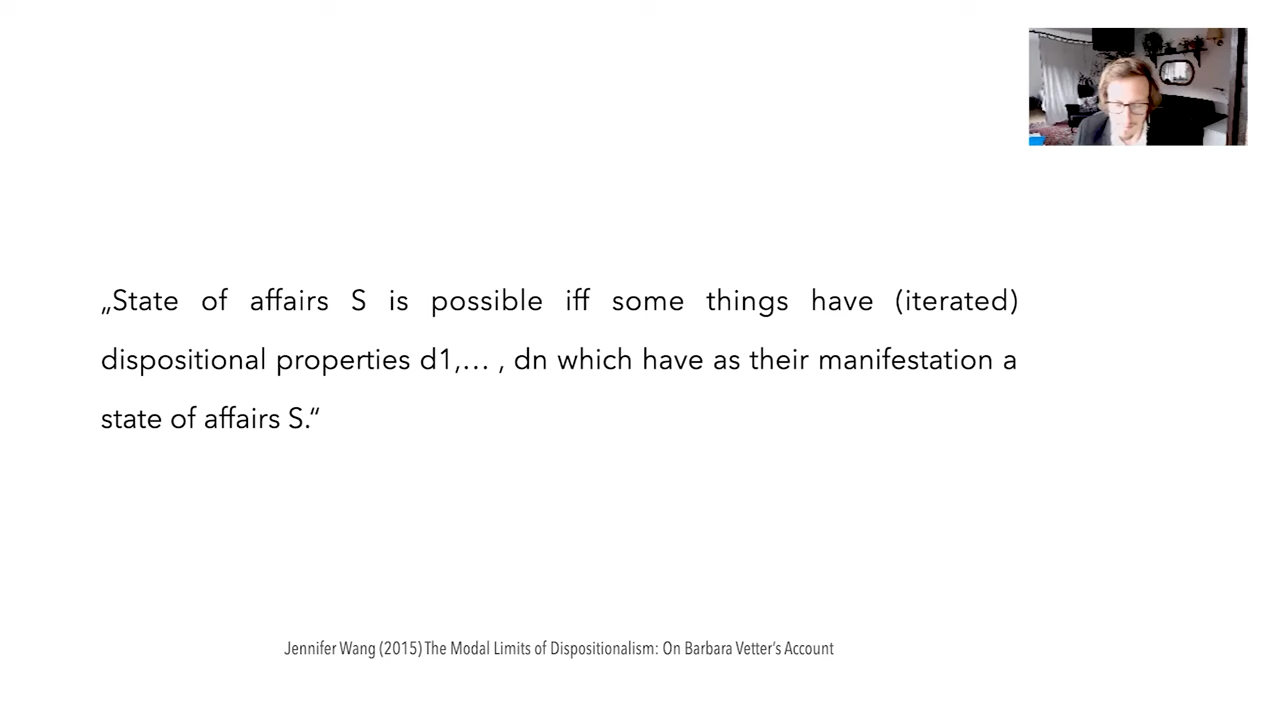 „State of affairs S is possible iff some things have (iterated)
dispositional properties d1,… , dn which have as their manifestation a
state of affairs S.“
Jennifer Wang (2015) The Modal Limits of Dispositionalism: On Barbara Vetter’s Account